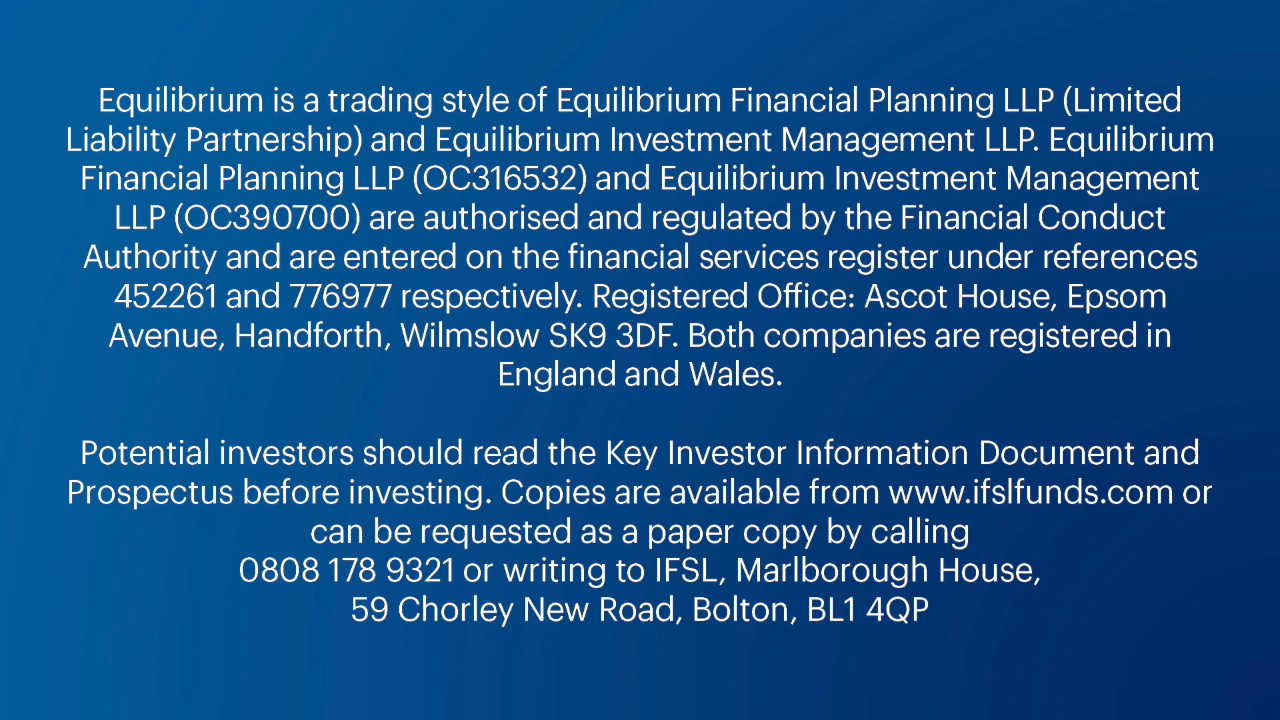 Equilibrium is a trading style of Equilibrium Financial Planning LLP (Limited
Liability Partnership) and Equilibrium Investment Management LLP. Equilibrium
Financial Planning LLP (OC316532) and Equilibrium Investment Management
LLP (OC390700) are authorised and regulated by the Financial Conduct
Authority and are entered on the financial services register under references
452261 and 776977 respectively. Registered Office: Ascot House, Epsom
Avenue, Handforth, Wilmslow SK9 3DF. Both companies are registered in
England and Wales.
Potential investors should read the Key Investor Information Document and
Prospectus before investing. Copies are available from www.ifslfunds.com or
can be requested as a paper copy by calling
0808 178 9321 or writing to IFSL, Marlborough House,
59 Chorley New Road, Bolton, BL1 4QP